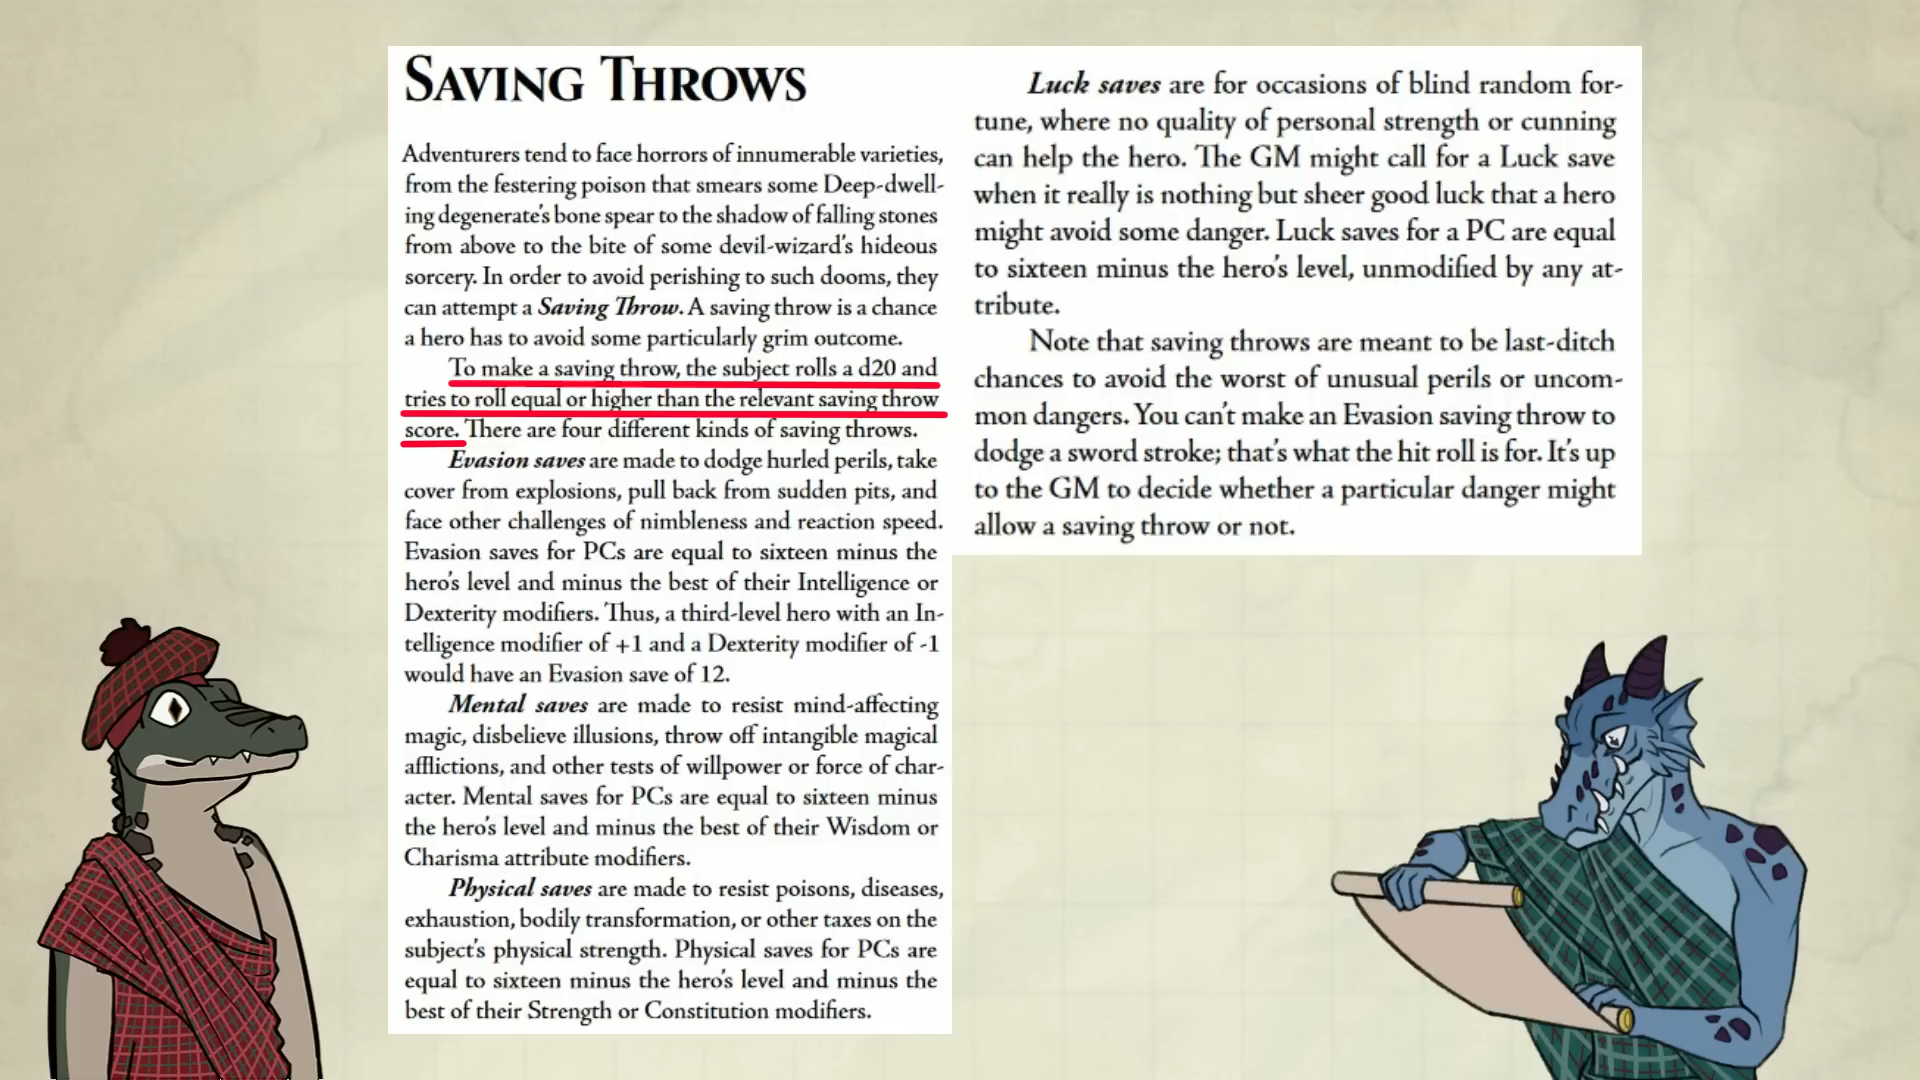 SAVING THROWS
Adventurers tend to face horrors of innumerable varieties,
from the festering poison that smears some Deep-dwell-
ing degenerate's bone spear to the shadow of falling stones
from above to the bite of some devil-wizard's hideous
sorcery. In order to avoid perishing to such dooms, they
can attempt a Saving Throw. A saving throw is a chance
a hero has to avoid some particularly grim outcome.
To make a saving throw, the subject rolls a d20 and
tries to roll equal or higher than the relevant saving throw
score. There are four different kinds of saving throws.
Evasion saves are made to dodge hurled perils, take
cover from explosions, pull back from sudden pits, and
face other challenges of nimbleness and reaction speed.
Evasion saves for PCs are equal to sixteen minus the
hero's level and minus the best of their Intelligence or
Dexterity modifiers. Thus, a third-level hero with an In-
telligence modifier of +1 and a Dexterity modifier of -1
would have an Evasion save of 12.
Mental saves are made to resist mind-affecting
magic, disbelieve illusions, throw off intangible magical
afflictions, and other tests of willpower or force of char-
acter. Mental saves for PCs are equal to sixteen minus
the hero's level and minus the best of their Wisdom or
Charisma attribute modifiers.
Physical saves are made to resist poisons, diseases,
exhaustion, bodily transformation, or other taxes on the
subject's physical strength. Physical saves for PCs are
equal to sixteen minus the hero's level and minus the
best of their Strength or Constitution modifiers.
Luck saves are for occasions of blind random for-
tune, where no quality of personal strength or cunning
can help the hero. The GM might call for a Luck save
when it really is nothing but sheer good luck that a hero
might avoid some danger. Luck saves for a PC are equal
to sixteen minus the hero's level, unmodified by any at-
tribute.
Note that saving throws are meant to be last-ditch
chances to avoid the worst of unusual perils or uncom-
mon dangers. You can't make an Evasion saving throw to
dodge a sword stroke; that's what the hit roll is for. It's up
to the GM to decide whether a particular danger might
allow a saving throw or not.